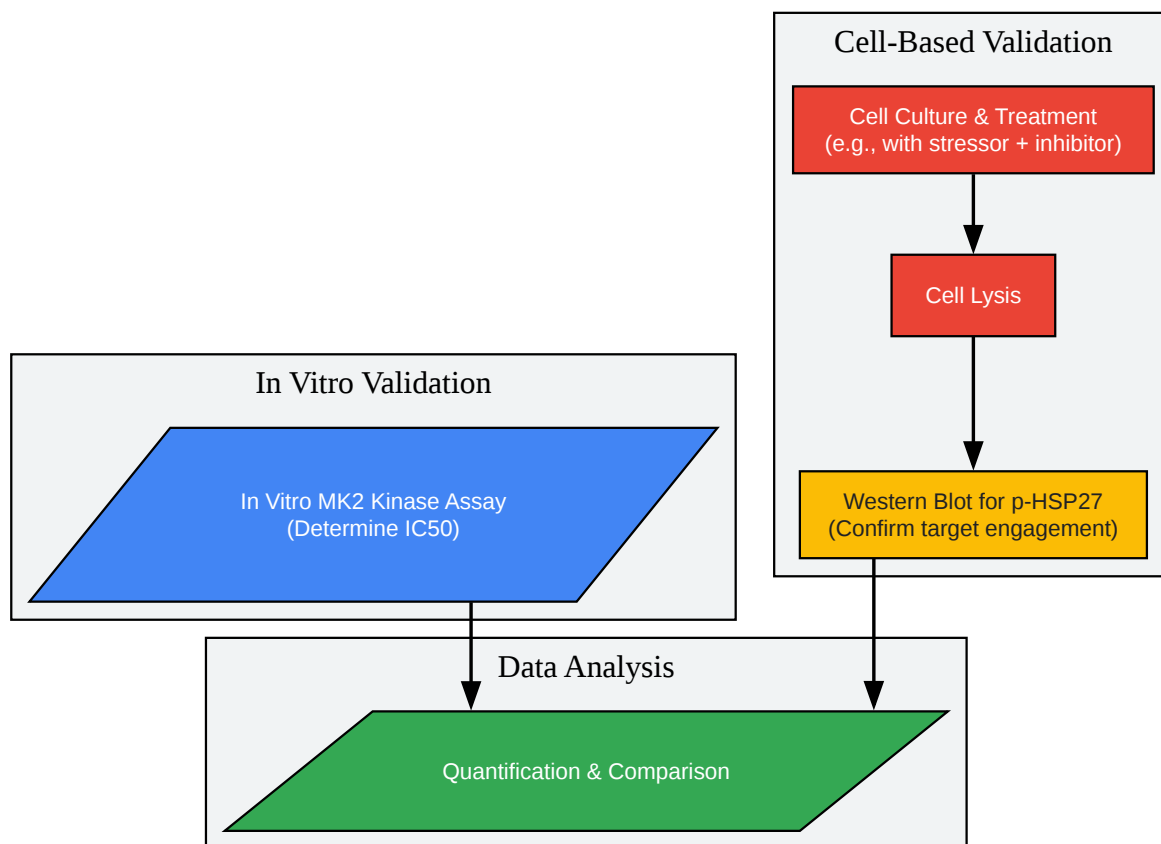 Cell-Based Validation
Cell Culture & Treatment
(e.g., with stressor + inhibitor)
Cell Lysis
Western Blot for p-HSP27
(Confirm target engagement)
In Vitro Validation
In Vitro MK2 Kinase Assay
(Determine IC50)
Data Analysis
Quantification & Comparison